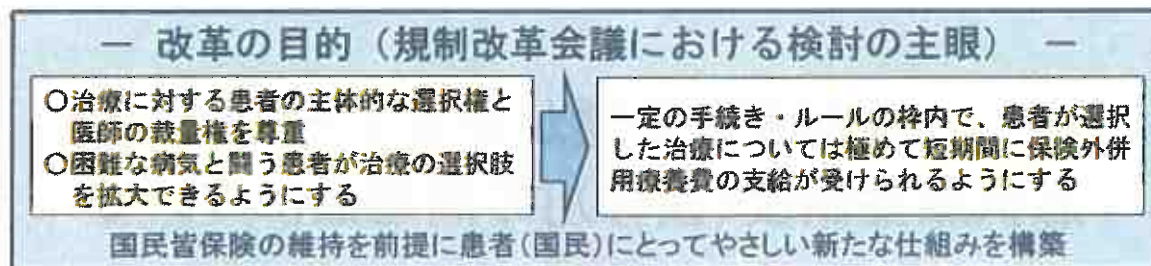 ― 改革の目的（規制改革会議における検討の主眼） ―
○治療に対する患者の主体的な選択権と
医師の裁量権を尊重
○困難な病気と闘う患者が治療の選択肢
を拡大できるようにする
一定の手続き・ルールの枠内で、患者が選択
した治療については極めて短期間に保険外併
用療養費の支給が受けられるようにする
国民皆保険の維持を前提に患者（国民）にとってやさしい新たな仕組みを構築